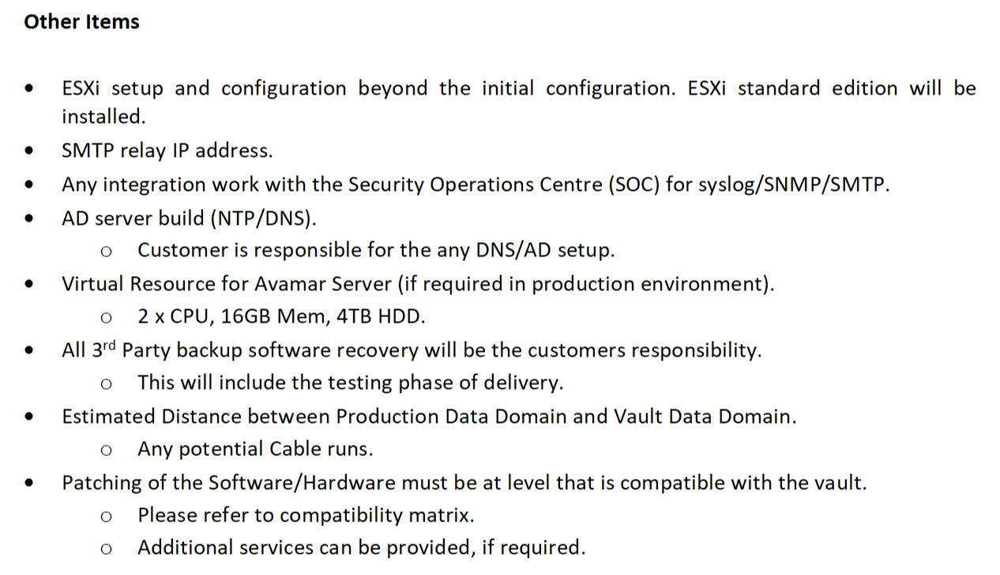 Other Items
• ESXi setup and configuration beyond the initial configuration. ESXi standard edition will be
installed.
• SMTP relay IP address.
• Any integration work with the Security Operations Centre (SOC) for syslog/SNMP/SMTP.
• AD server build (NTP/DNS).
o Customer is responsible for the any DNS/AD setup.
• Virtual Resource for Avamar Server (if required in production environment).
o 2 x CPU, 16GB Mem, 4TB HDD.
• All 3rd Party backup software recovery will be the customers responsibility.
o This will include the testing phase of delivery.
• Estimated Distance between Production Data Domain and Vault Data Domain.
o Any potential Cable runs.
• Patching of the Software/Hardware must be at level that is compatible with the vault.
o Please refer to compatibility matrix.
o Additional services can be provided, if required.